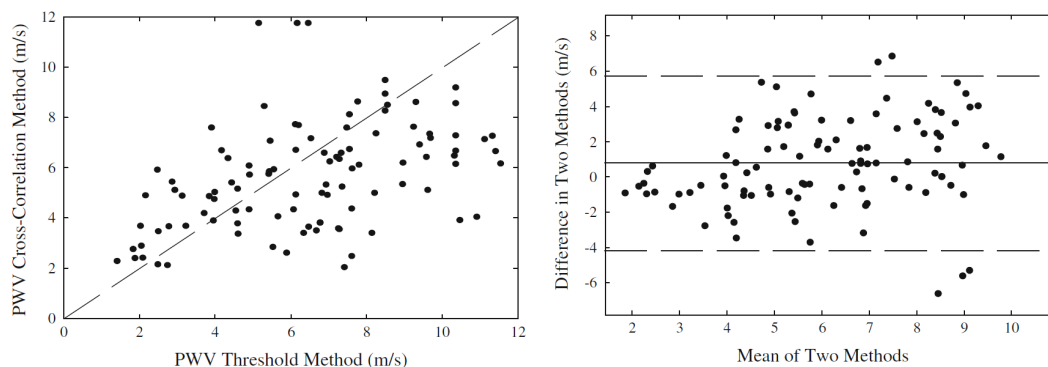 PWV Cross-Correlation Method (m/s)
12
10
8
6
4
2
0
0 2 4 6 8 10 12
PWV Threshold Method (m/s)
Difference in Two Methods (m/s)
8
6
4
2
0
-2
-4
-6
2 3 4 5 6 7 8 9 10
Mean of Two Methods